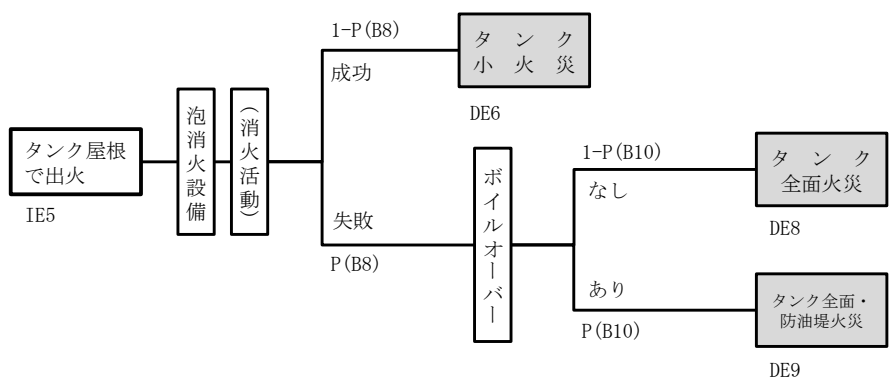 タンク屋根
で出火
IE5
泡消火設備
(消火活動)
1-P(B8)
成功
タンク
小火災
DE6
失敗
P(B8)
ボイルオーバー
1-P(B10)
なし
タンク
全面火災
DE8
あり
P(B10)
タンク全面・
防油堤火災
DE9